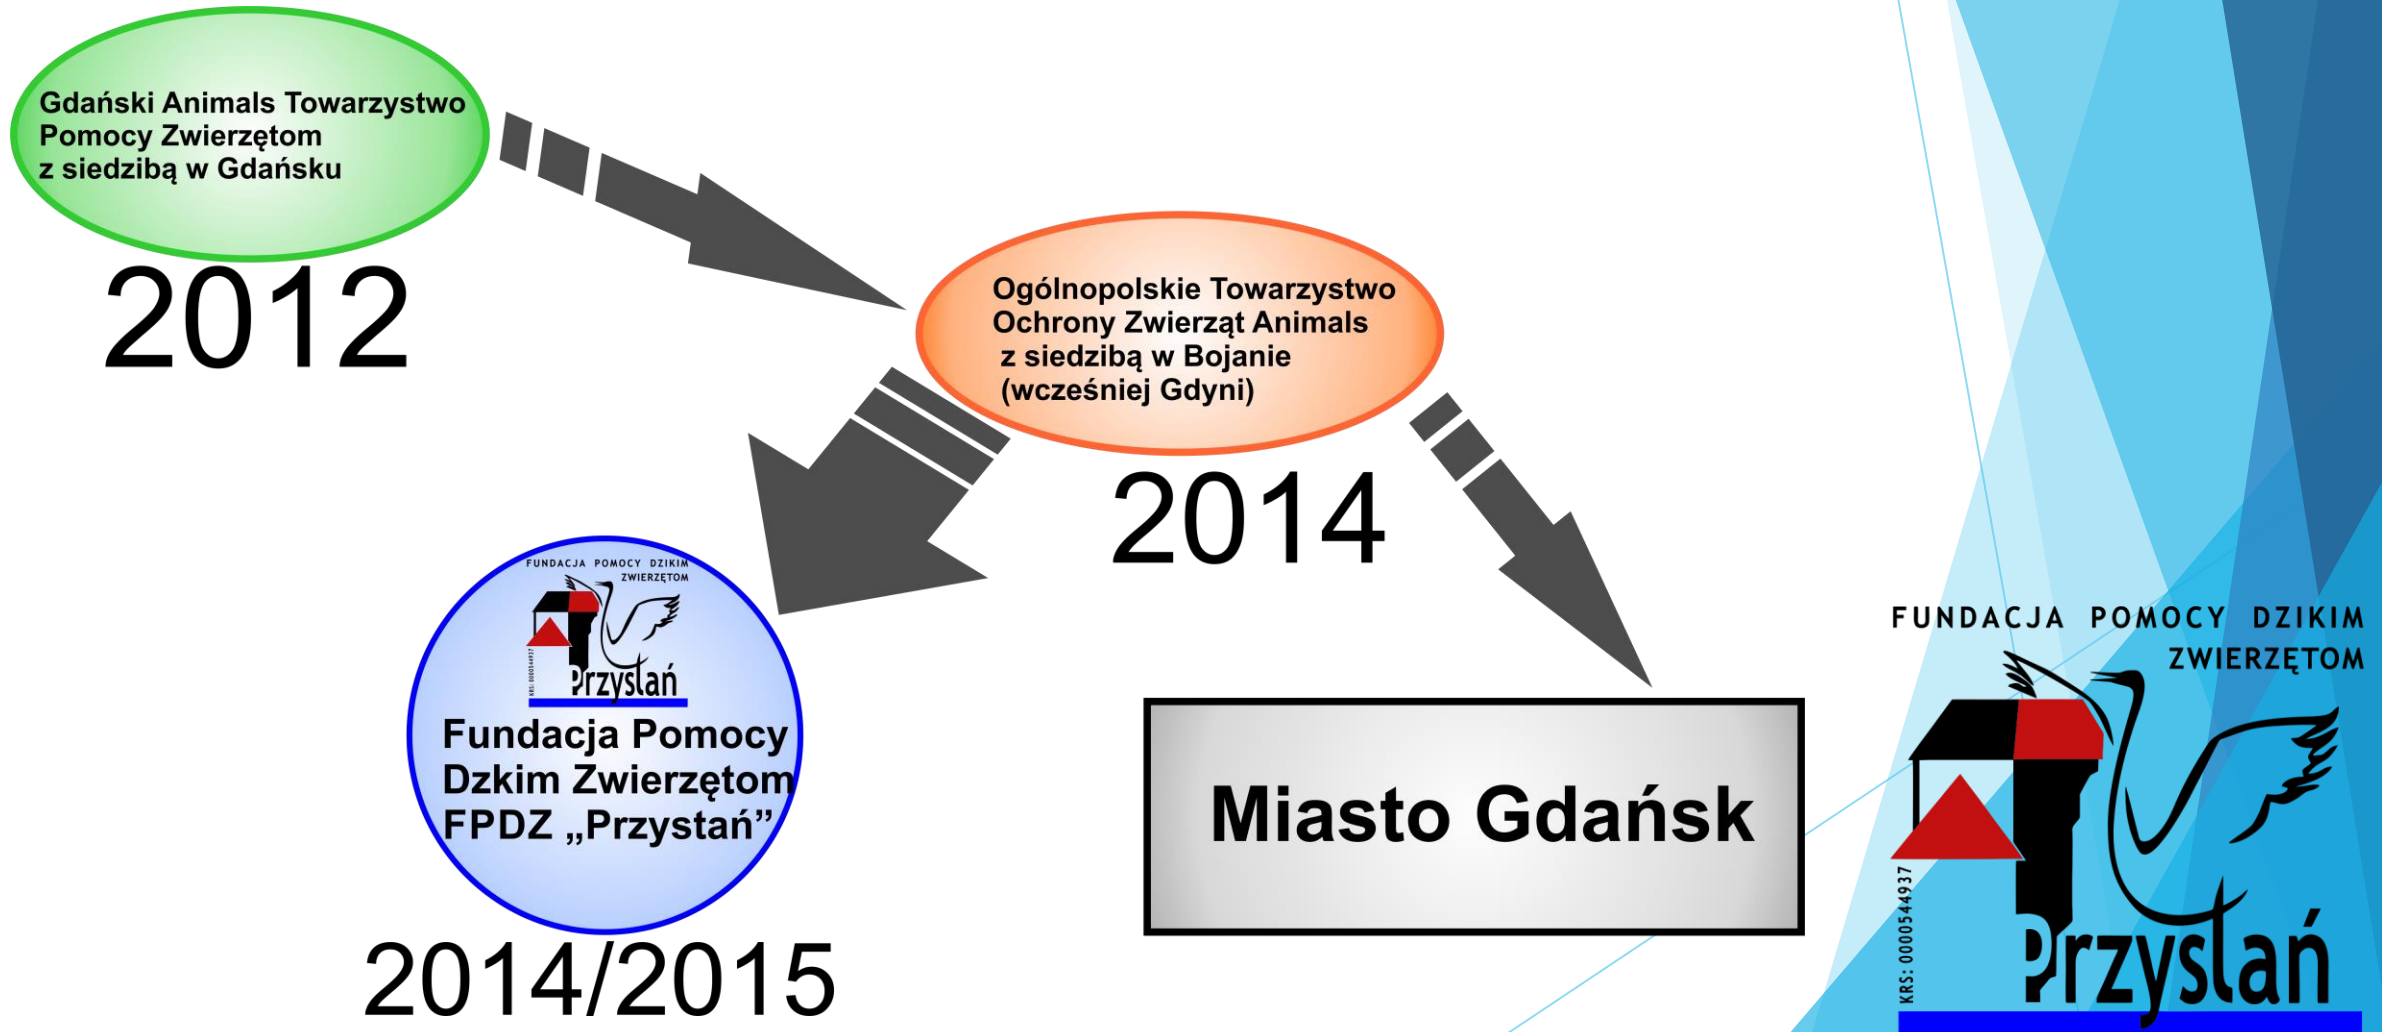 Gdański Animals Towarzystwo
Pomocy Zwierzętom
z siedzibą w Gdańsku
2012
Ogólnopolskie Towarzystwo
Ochrony Zwierząt Animals
z siedzibą w Bojanie
(wcześniej Gdyni)
2014
FUNDACJA POMOCY DZIKIM
ZWIERZĘTOM
KRS: 0000544937
Przystań
Fundacja Pomocy
Dzkim Zwierzętom
FPDZ „Przystań”
2014/2015
Miasto Gdańsk
FUNDACJA POMOCY DZIKIM
ZWIERZĘTOM
KRS: 0000544937
Przystań